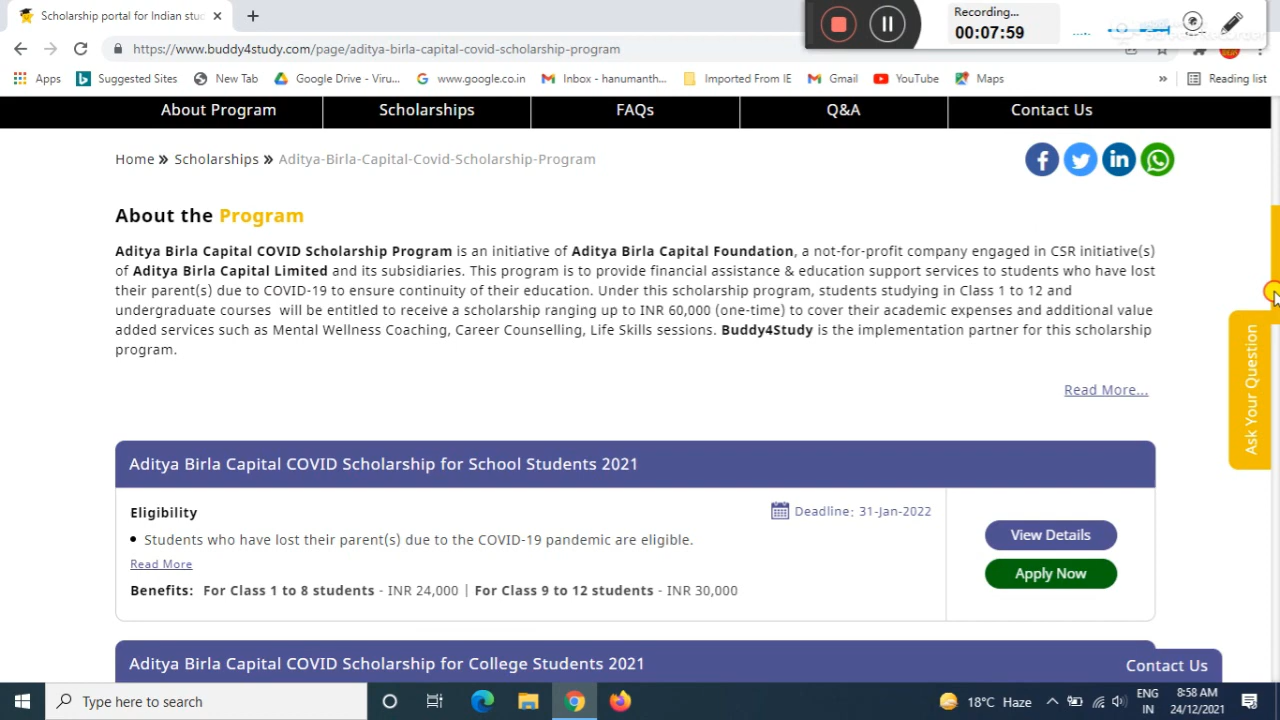 Scholarship portal for Indian stu
Recording...
00:07:59
https://www.buddy4study.com/page/aditya-birla-capital-covid-scholarship-program
Apps Suggested Sites New Tab Google Drive - Viru... www.google.co.in Inbox - hanumanth... Imported From IE Gmail YouTube Maps » Reading list
About Program Scholarships FAQs Q&A Contact Us
Home » Scholarships » Aditya-Birla-Capital-Covid-Scholarship-Program
About the Program
Aditya Birla Capital COVID Scholarship Program is an initiative of Aditya Birla Capital Foundation, a not-for-profit company engaged in CSR initiative(s)
of Aditya Birla Capital Limited and its subsidiaries. This program is to provide financial assistance & education support services to students who have lost
their parent(s) due to COVID-19 to ensure continuity of their education. Under this scholarship program, students studying in Class 1 to 12 and
undergraduate courses will be entitled to receive a scholarship ranging up to INR 60,000 (one-time) to cover their academic expenses and additional value
added services such as Mental Wellness Coaching, Career Counselling, Life Skills sessions. Buddy4Study is the implementation partner for this scholarship
program.
Read More...
Ask Your Question
Aditya Birla Capital COVID Scholarship for School Students 2021
Eligibility
Deadline: 31-Jan-2022
• Students who have lost their parent(s) due to the COVID-19 pandemic are eligible.
Read More
Benefits: For Class 1 to 8 students - INR 24,000 | For Class 9 to 12 students - INR 30,000
View Details
Apply Now
Aditya Birla Capital COVID Scholarship for College Students 2021
Contact Us
Type here to search
18°C Haze
ENG
IN
8:58 AM
24/12/2021